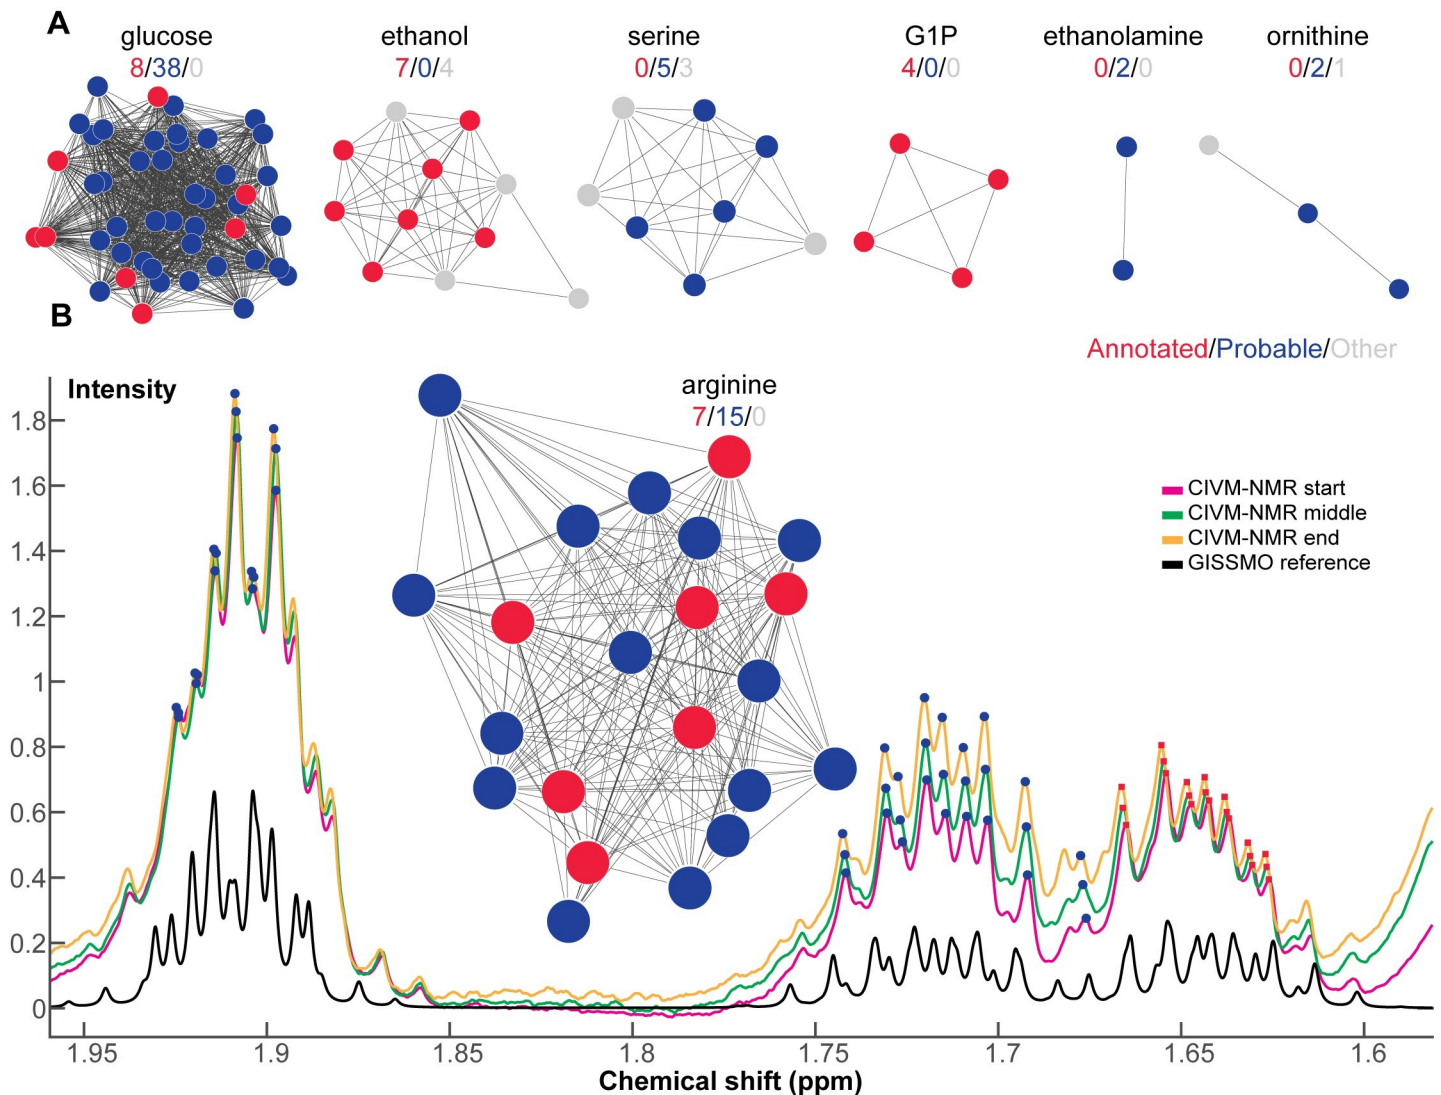 A
glucose
8/38/0
ethanol
7/0/4
serine
0/5/3
G1P
4/0/0
ethanolamine
0/2/0
ornithine
0/2/1
Annotated/Probable/Other
B
Intensity
arginine
7/15/0
CIVM-NMR start
CIVM-NMR middle
CIVM-NMR end
GISSMO reference
1.8
1.6
1.4
1.2
1
0.8
0.6
0.4
0.2
0
1.95
1.9
1.85
1.8
1.75
1.7
1.65
1.6
Chemical shift (ppm)